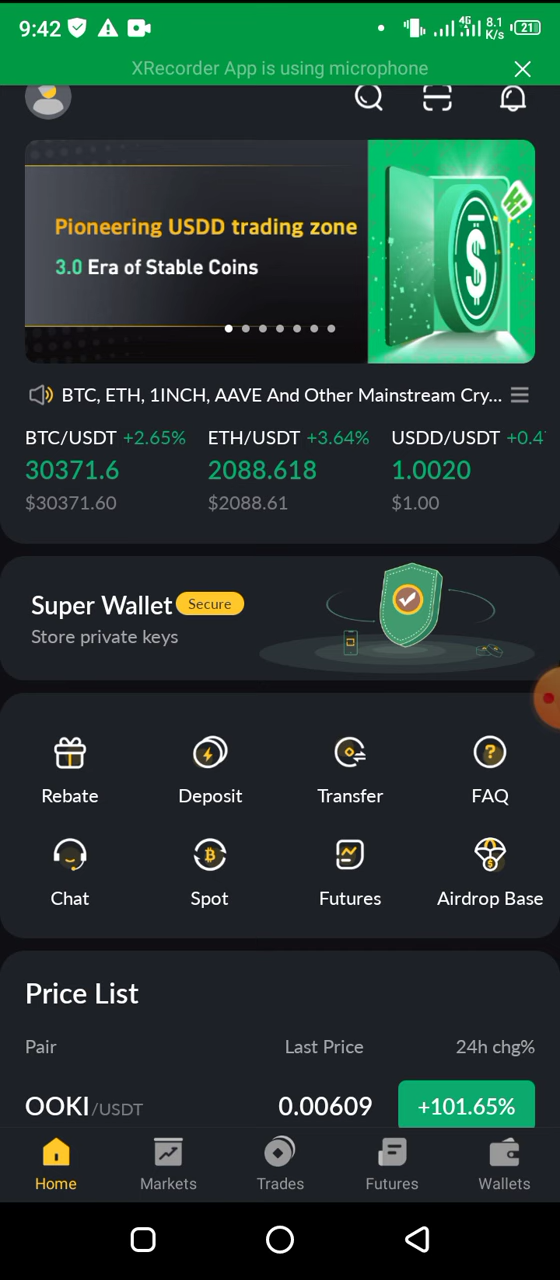 9:42
4G
8.1
K/s
21
XRecorder App is using microphone
Pioneering USDD trading zone
3.0 Era of Stable Coins
BTC, ETH, 1INCH, AAVE And Other Mainstream Cry...
BTC/USDT +2.65% ETH/USDT +3.64% USDD/USDT +0.4
30371.6 2088.618 1.0020
$30371.60 $2088.61 $1.00
Super Wallet Secure
Store private keys
Rebate Deposit Transfer FAQ
Chat Spot Futures Airdrop Base
Price List
Pair Last Price 24h chg%
OOKI/USDT 0.00609 +101.65%
Home Markets Trades Futures Wallets